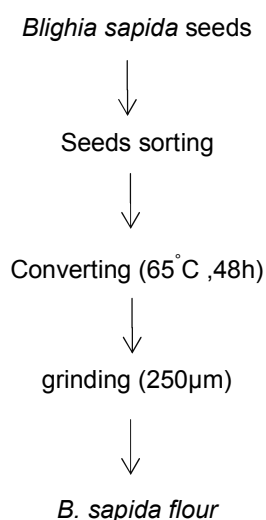 Blighia sapida seeds
Seeds sorting
Converting (65°C ,48h)
grinding (250µm)
B. sapida flour